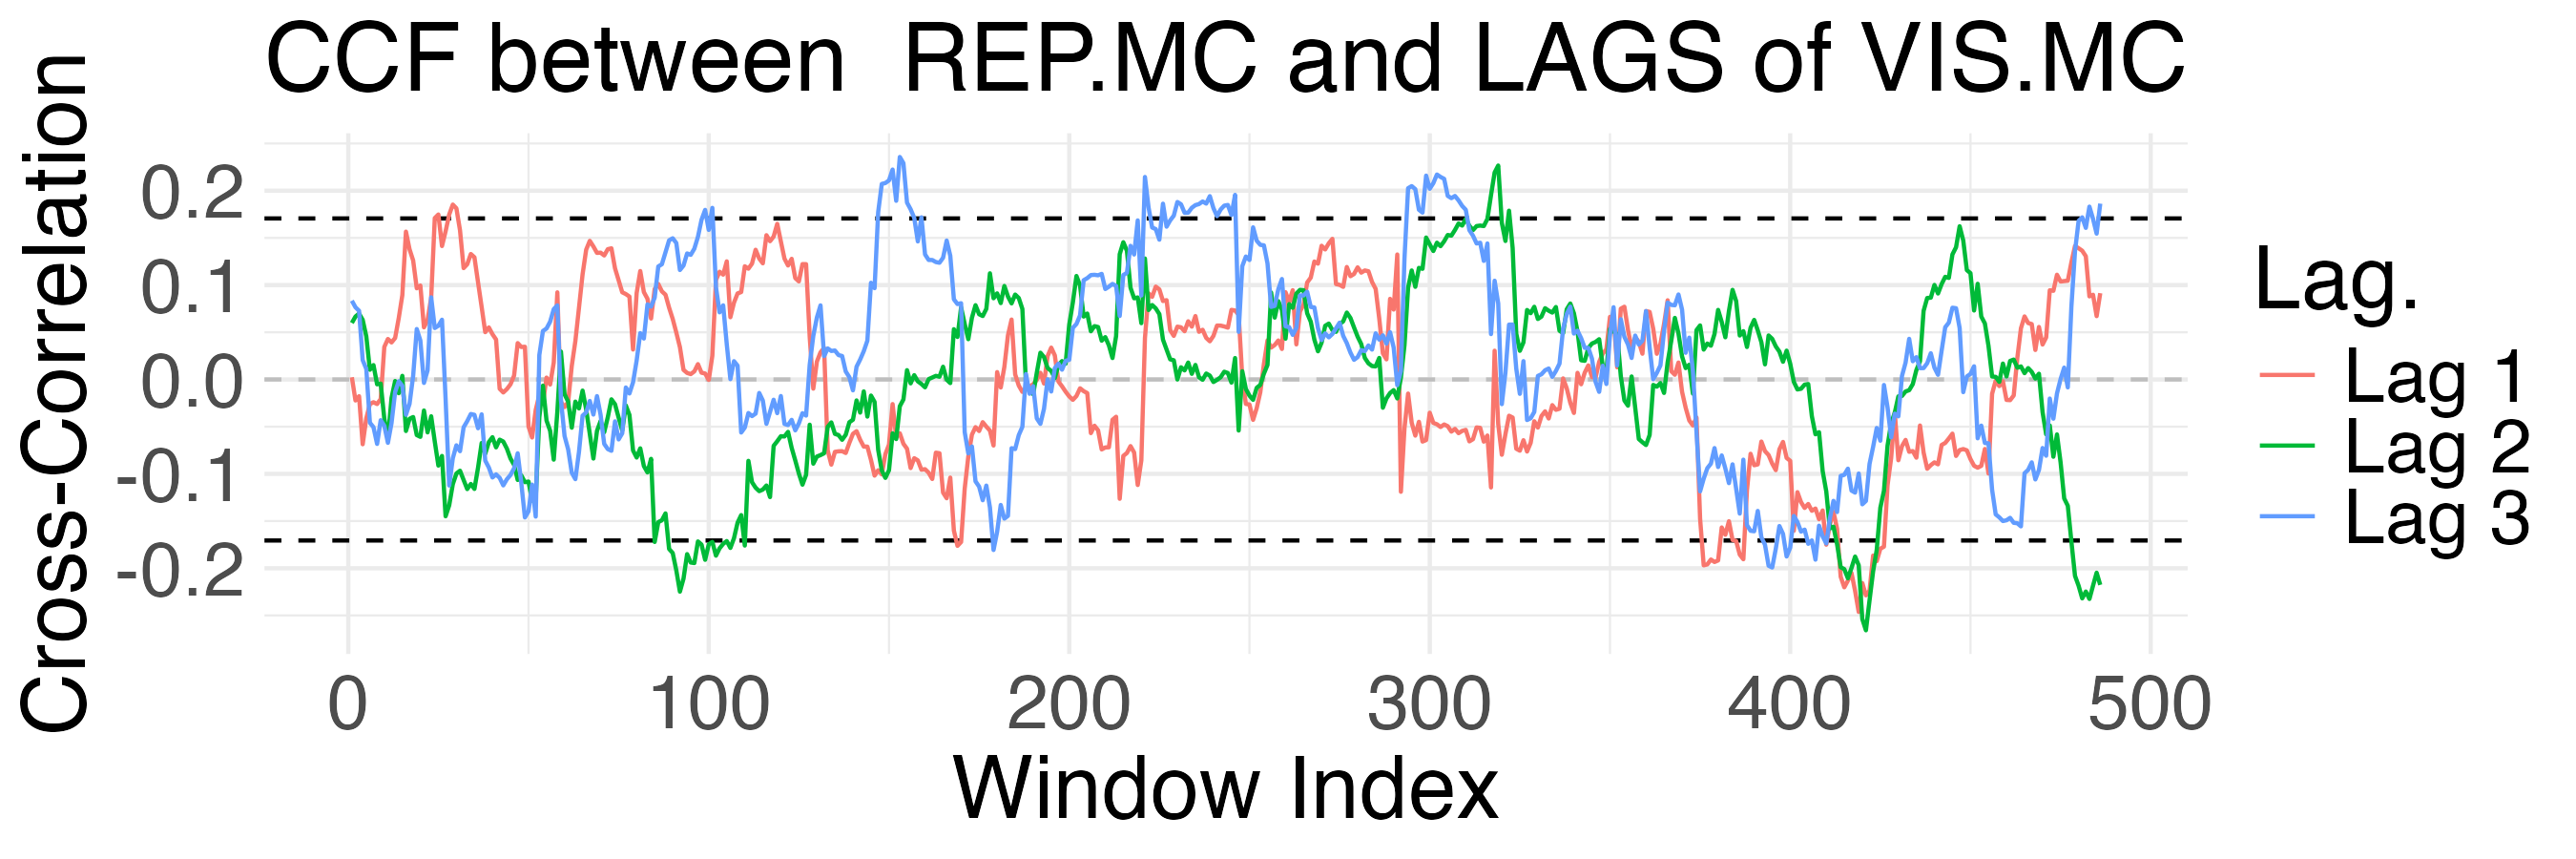 CCF between  REP.MC and LAGS of VIS.MC
Cross-Correlation
0.2
0.1
0.0
-0.1
-0.2
0 100 200 300 400 500
Window Index
Lag.
Lag 1
Lag 2
Lag 3